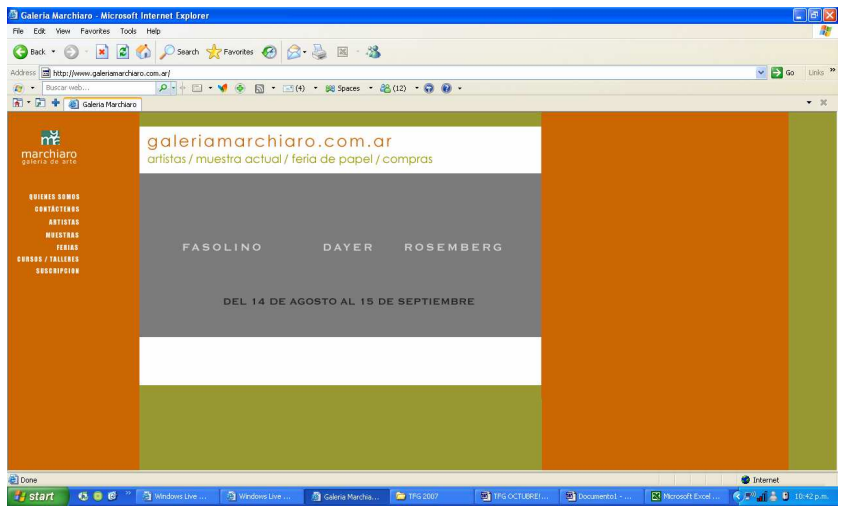 Galeria Marchiaro - Microsoft Internet Explorer
File Edit View Favorites Tools Help
Back Search Favorites
Address http://www.galeriamarchiaro.com.ar/ Go Links »
Buscar web... (4) Spaces (12)
Galeria Marchiaro
marchiaro
galería de arte
galeriamarchiaro.com.ar
artistas / muestra actual / feria de papel / compras
QUIENES SOMOS
CONTÁCTENOS
ARTISTAS
MUESTRAS
FERIAS
CURSOS / TALLERES
SUSCRIPCION
FASOLINO DAYER ROSEMBERG
DEL 14 DE AGOSTO AL 15 DE SEPTIEMBRE
Done Internet
start » Windows Live ... Windows Live ... Galeria Marchia... TFG 2007 TFG OCTUBRE!... Documento1 - ... Microsoft Excel ... 10:42 p.m.